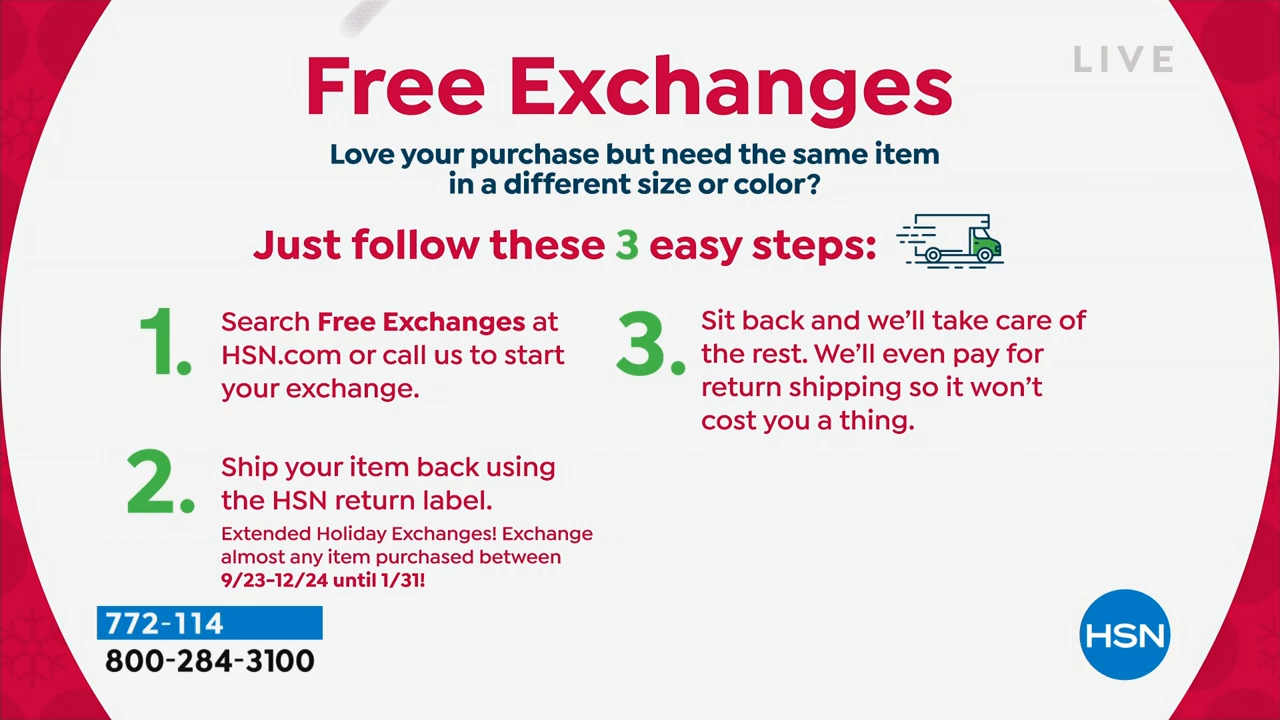 LIVE
Free Exchanges
Love your purchase but need the same item
in a different size or color?
Just follow these 3 easy steps:
1. Search Free Exchanges at
HSN.com or call us to start
your exchange.
2. Ship your item back using
the HSN return label.
Extended Holiday Exchanges! Exchange
almost any item purchased between
9/23-12/24 until 1/31!
3. Sit back and we’ll take care of
the rest. We’ll even pay for
return shipping so it won’t
cost you a thing.
772-114
800-284-3100
HSN